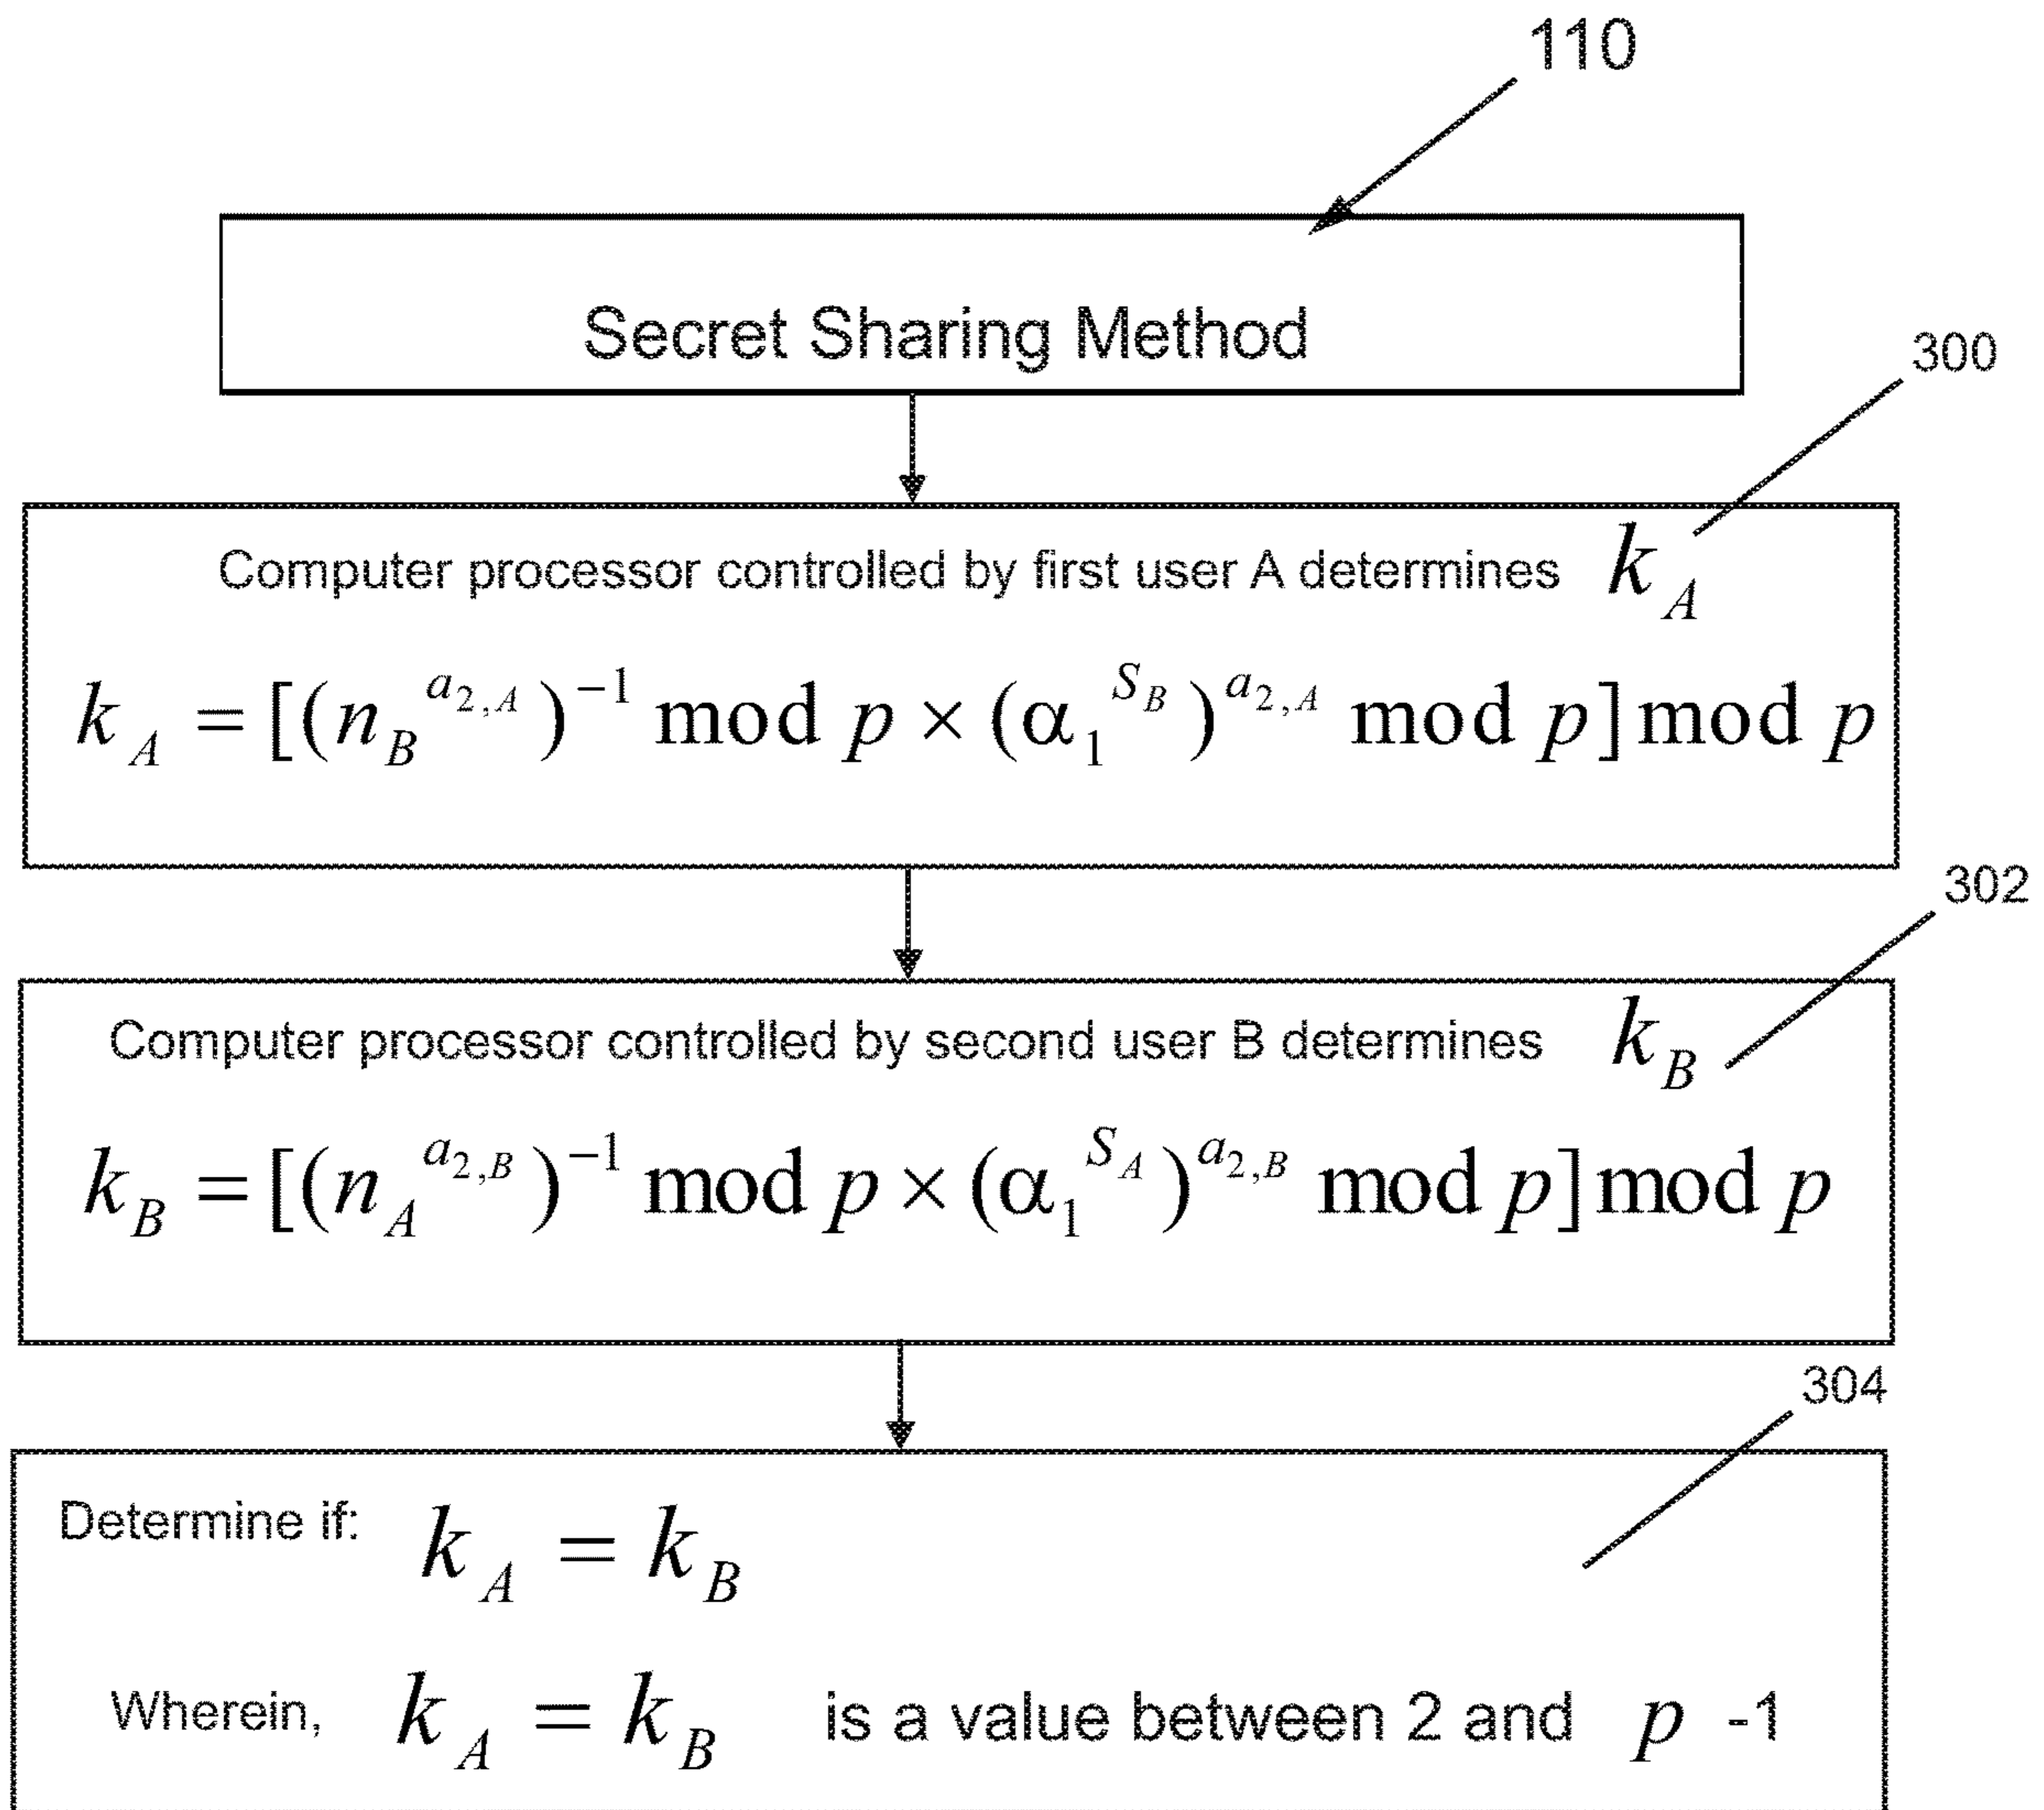 110
Secret Sharing Method
300
Computer processor controlled by first user A determines k_A
k_A = [(n_B^{a_{2,A}})^{-1} mod p × (α_1^{S_B})^{a_{2,A}} mod p] mod p
302
Computer processor controlled by second user B determines k_B
k_B = [(n_A^{a_{2,B}})^{-1} mod p × (α_1^{S_A})^{a_{2,B}} mod p] mod p
304
Determine if: k_A = k_B
Wherein, k_A = k_B is a value between 2 and p -1